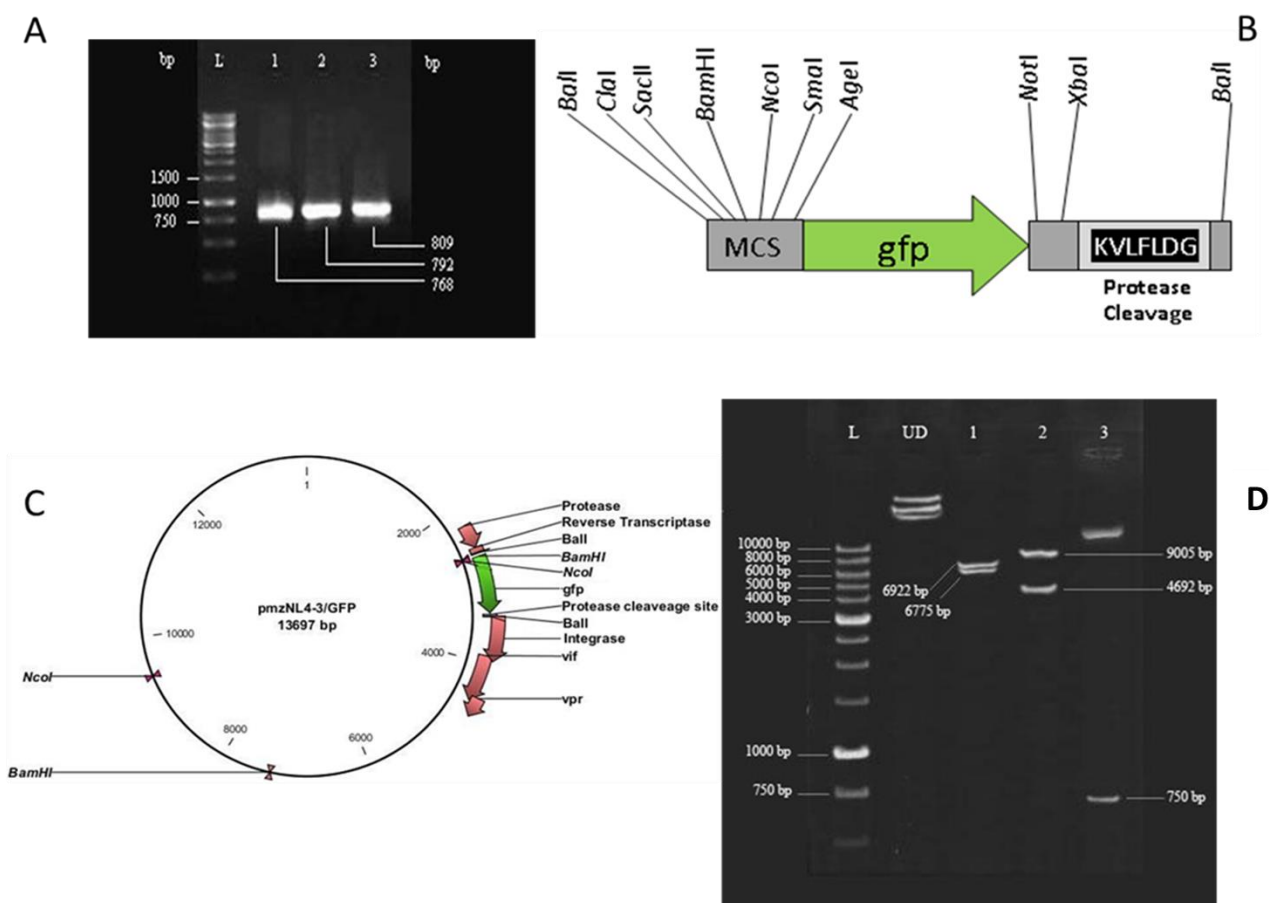 A
bp L 1 2 3 bp
1500
1000
750
809
792
768
B
BalI ClaI SacII BamHI NcoI SmaI AgeI NotI XbaI BalI
MCS gfp KVLFLDG
Protease
Cleavage
C
1
2000
4000
6000
8000
10000
12000
pmzNL4-3/GFP
13697 bp
Protease
Reverse Transcriptase
BalI
BamHI
NcoI
gfp
Protease cleaveage site
BalI
Integrase
vif
vpr
NcoI
BamHI
D
L UD 1 2 3
10000 bp
8000 bp
6000 bp
5000 bp
4000 bp
3000 bp
1000 bp
750 bp
6922 bp
6775 bp
9005 bp
4692 bp
750 bp